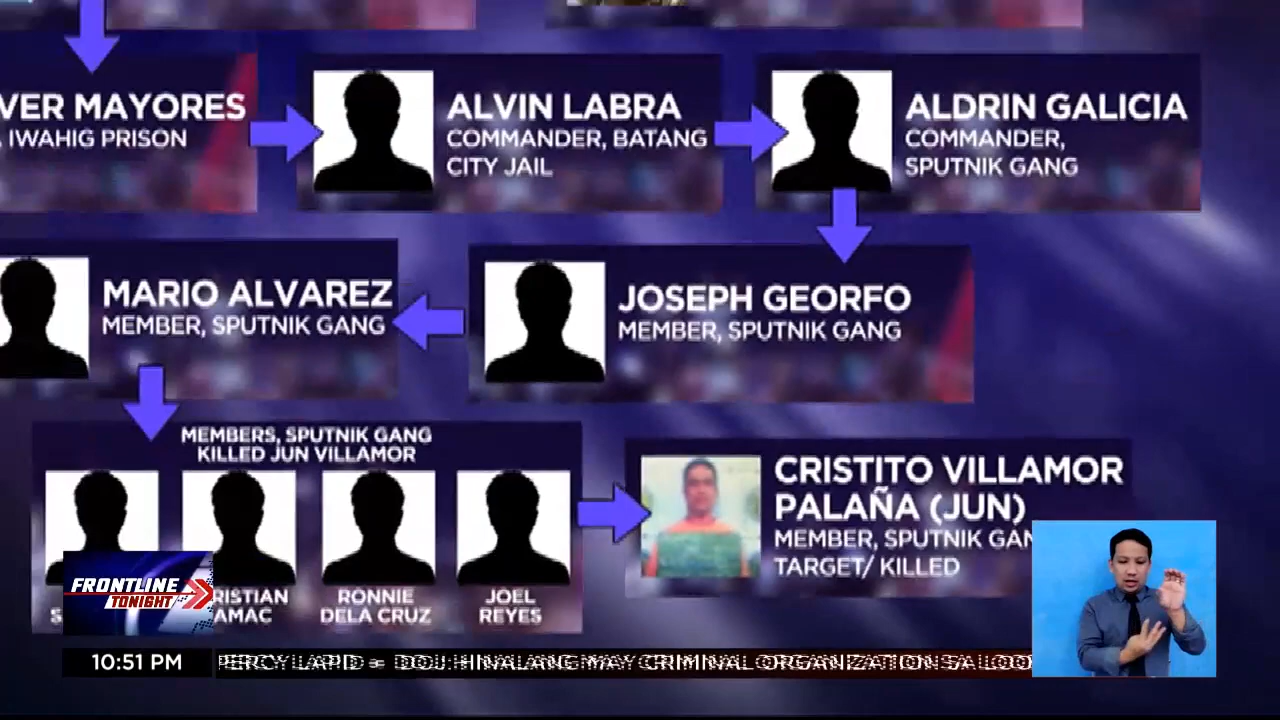 VER MAYORES
, IWAHIG PRISON
ALVIN LABRA
COMMANDER, BATANG
CITY JAIL
ALDRIN GALICIA
COMMANDER,
SPUTNIK GANG
MARIO ALVAREZ
MEMBER, SPUTNIK GANG
JOSEPH GEORFO
MEMBER, SPUTNIK GANG
MEMBERS, SPUTNIK GANG
KILLED JUN VILLAMOR
RISTIAN
AMAC
RONNIE
DELA CRUZ
JOEL
REYES
CRISTITO VILLAMOR
PALAÑA (JUN)
MEMBER, SPUTNIK GAN
TARGET/ KILLED
FRONTLINE
TONIGHT
10:51 PM
PERCY LAPID = DOJ: HINALANG MAY CRIMINAL ORGANIZATION SA LOO